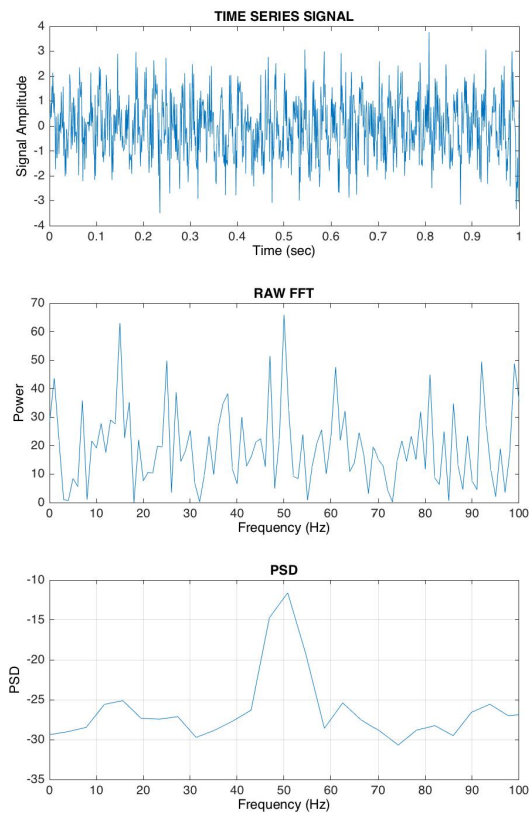 TIME SERIES SIGNAL
4
3
2
1
0
-1
-2
-3
-4
Signal Amplitude
0 0.1 0.2 0.3 0.4 0.5 0.6 0.7 0.8 0.9 1
Time (sec)
RAW FFT
70
60
50
40
30
20
10
0
Power
0 10 20 30 40 50 60 70 80 90 100
Frequency (Hz)
PSD
-10
-15
-20
-25
-30
-35
PSD
0 10 20 30 40 50 60 70 80 90 100
Frequency (Hz)